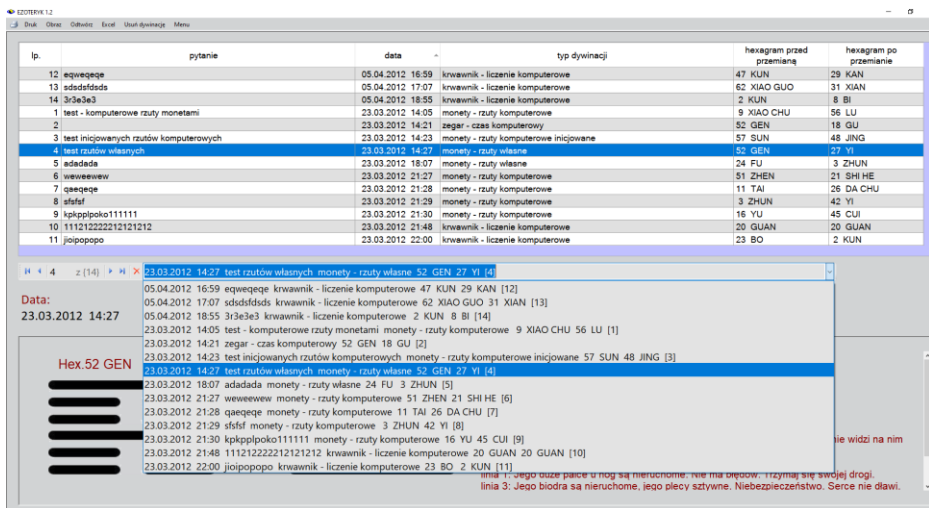 EZOTERYK 1.2
Druk Obraz Odtwórz Excel Usuń dywinację Menu
lp. pytanie data typ dywinacji hexagram przed przemianą hexagram po przemianie
12 eqweqeqe 05.04.2012 16:59 krwawnik - liczenie komputerowe 47 KUN 29 KAN
13 sdsdsfdsds 05.04.2012 17:07 krwawnik - liczenie komputerowe 62 XIAO GUO 31 XIAN
14 3r3e3e3 05.04.2012 18:55 krwawnik - liczenie komputerowe 2 KUN 8 BI
1 test - komputerowe rzuty monetami 23.03.2012 14:05 monety - rzuty komputerowe 9 XIAO CHU 56 LU
2 23.03.2012 14:21 zegar - czas komputerowy 52 GEN 18 GU
3 test inicjowanych rzutów komputerowych 23.03.2012 14:23 monety - rzuty komputerowe inicjowane 57 SUN 48 JING
4 test rzutów własnych 23.03.2012 14:27 monety - rzuty własne 52 GEN 27 YI
5 adadada 23.03.2012 18:07 monety - rzuty własne 24 FU 3 ZHUN
6 weweewew 23.03.2012 21:27 monety - rzuty komputerowe 51 ZHEN 21 SHI HE
7 qaeqeqe 23.03.2012 21:28 monety - rzuty komputerowe 11 TAI 26 DA CHU
8 sfsfsf 23.03.2012 21:29 monety - rzuty komputerowe 3 ZHUN 42 YI
9 kpkpplpoko111111 23.03.2012 21:30 monety - rzuty komputerowe 16 YU 45 CUI
10 111212222212121212 23.03.2012 21:48 krwawnik - liczenie komputerowe 20 GUAN 20 GUAN
11 jioipopopo 23.03.2012 22:00 krwawnik - liczenie komputerowe 23 BO 2 KUN
4 z {14} 23.03.2012 14:27 test rzutów własnych monety - rzuty własne 52 GEN 27 YI [4]
05.04.2012 16:59 eqweqeqe krwawnik - liczenie komputerowe 47 KUN 29 KAN [12]
05.04.2012 17:07 sdsdsfdsds krwawnik - liczenie komputerowe 62 XIAO GUO 31 XIAN [13]
05.04.2012 18:55 3r3e3e3 krwawnik - liczenie komputerowe 2 KUN 8 BI [14]
23.03.2012 14:05 test - komputerowe rzuty monetami monety - rzuty komputerowe 9 XIAO CHU 56 LU [1]
23.03.2012 14:21 zegar - czas komputerowy 52 GEN 18 GU [2]
23.03.2012 14:23 test inicjowanych rzutów komputerowych monety - rzuty komputerowe inicjowane 57 SUN 48 JING [3]
23.03.2012 14:27 test rzutów własnych monety - rzuty własne 52 GEN 27 YI [4]
23.03.2012 18:07 adadada monety - rzuty własne 24 FU 3 ZHUN [5]
23.03.2012 21:27 weweewew monety - rzuty komputerowe 51 ZHEN 21 SHI HE [6]
23.03.2012 21:28 qaeqeqe monety - rzuty komputerowe 11 TAI 26 DA CHU [7]
23.03.2012 21:29 sfsfsf monety - rzuty komputerowe 3 ZHUN 42 YI [8]
23.03.2012 21:30 kpkpplpoko111111 monety - rzuty komputerowe 16 YU 45 CUI [9]
23.03.2012 21:48 111212222212121212 krwawnik - liczenie komputerowe 20 GUAN 20 GUAN [10]
23.03.2012 22:00 jioipopopo krwawnik - liczenie komputerowe 23 BO 2 KUN [11]
Data:
23.03.2012 14:27
Hex.52 GEN
nie widzi na nim
linia 1: Jego duże palce u nóg są nieruchome. Nie ma błędów. Trzymaj się swojej drogi.
linia 3: Jego biodra są nieruchome, jego plecy sztywne. Niebezpieczeństwo. Serce nie dławi.